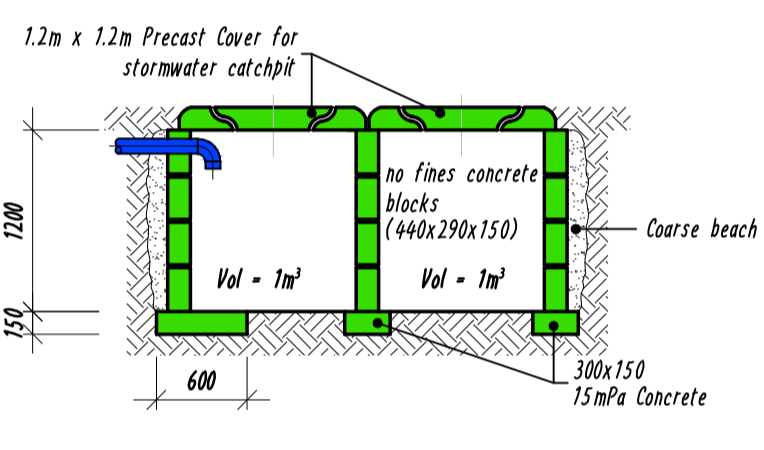 1.2m x 1.2m Precast Cover for
stormwater catchpit
1200
150
no fines concrete
blocks
(440x290x150)
Vol = 1m³
Vol = 1m³
Coarse beach
600
300x150
15mPa Concrete